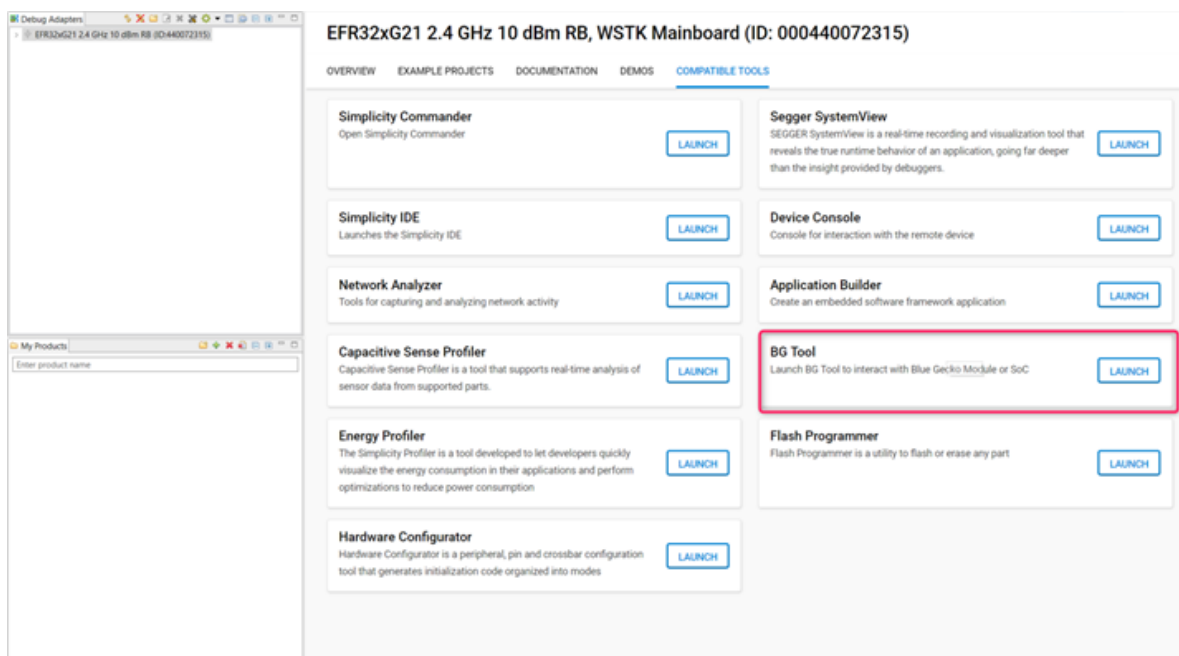 Debug Adapters
EFR32xG21 2.4 GHz 10 dBm RB (ID:440072315)
My Products
Enter product name
EFR32xG21 2.4 GHz 10 dBm RB, WSTK Mainboard (ID: 000440072315)
OVERVIEW EXAMPLE PROJECTS DOCUMENTATION DEMOS COMPATIBLE TOOLS
Simplicity Commander
Open Simplicity Commander
LAUNCH
Segger SystemView
SEGGER SystemView is a real-time recording and visualization tool that
reveals the true runtime behavior of an application, going far deeper
than the insight provided by debuggers.
LAUNCH
Simplicity IDE
Launches the Simplicity IDE
LAUNCH
Device Console
Console for interaction with the remote device
LAUNCH
Network Analyzer
Tools for capturing and analyzing network activity
LAUNCH
Application Builder
Create an embedded software framework application
LAUNCH
Capacitive Sense Profiler
Capacitive Sense Profiler is a tool that supports real-time analysis of
sensor data from supported parts.
LAUNCH
BG Tool
Launch BG Tool to interact with Blue Gecko Module or SoC
LAUNCH
Energy Profiler
The Simplicity Profiler is a tool developed to let developers quickly
visualize the energy consumption in their applications and perform
optimizations to reduce power consumption
LAUNCH
Flash Programmer
Flash Programmer is a utility to flash or erase any part
LAUNCH
Hardware Configurator
Hardware Configurator is a peripheral, pin and crossbar configuration
tool that generates initialization code organized into modes
LAUNCH